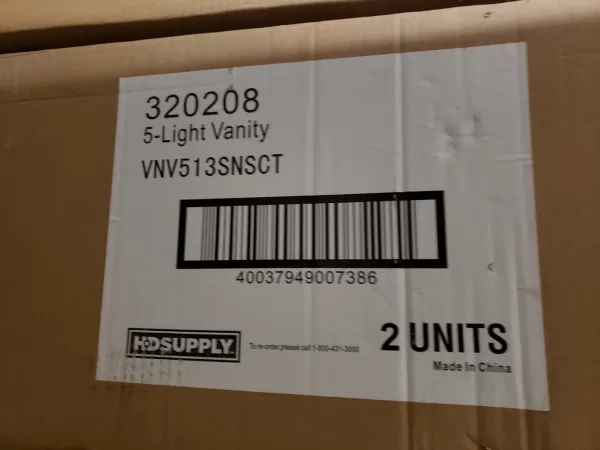 320208
5-Light Vanity
VNV513SNSCT
40037949007386
HDSUPPLY
To re-order,please call 1-800-431-3000
2 UNITS
Made In China